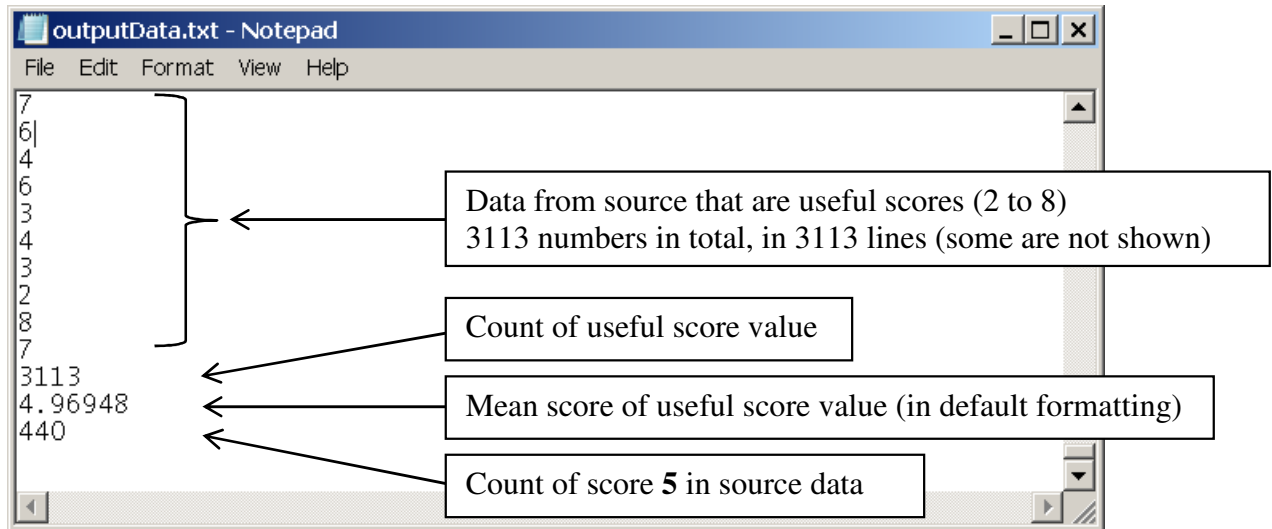 outputData.txt - Notepad
File Edit Format View Help
7
6
4
6
3
4
3
2
8
7
3113
4.96948
440
Data from source that are useful scores (2 to 8)
3113 numbers in total, in 3113 lines (some are not shown)
Count of useful score value
Mean score of useful score value (in default formatting)
Count of score 5 in source data